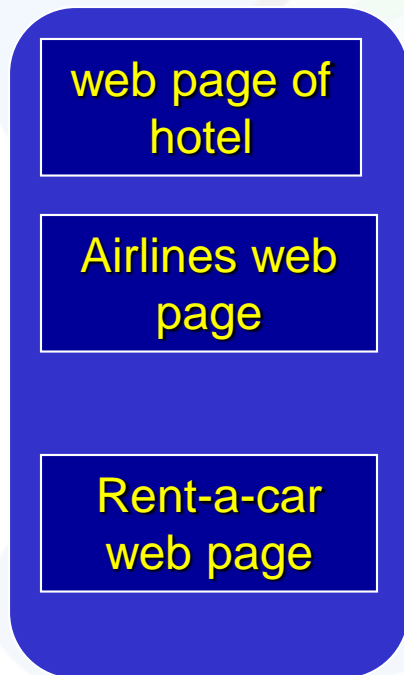 web page of
hotel
Airlines web
page
Rent-a-car
web page